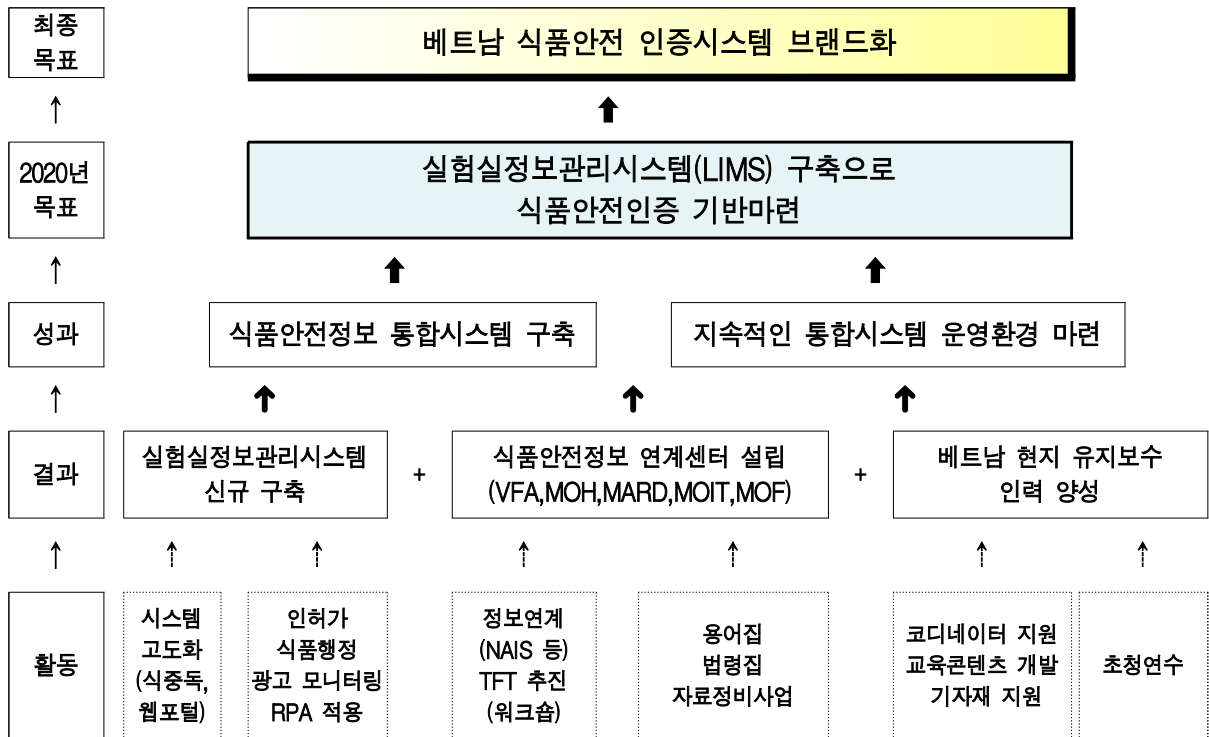 최종
목표
베트남 식품안전 인증시스템 브랜드화
2020년
목표
실험실정보관리시스템(LIMS) 구축으로
식품안전인증 기반마련
성과
식품안전정보 통합시스템 구축
지속적인 통합시스템 운영환경 마련
결과
실험실정보관리시스템
신규 구축
+
식품안전정보 연계센터 설립
(VFA,MOH,MARD,MOIT,MOF)
+
베트남 현지 유지보수
인력 양성
활동
시스템
고도화
(식중독,
웹포털)
인허가
식품행정
광고 모니터링
RPA 적용
정보연계
(NAIS 등)
TFT 추진
(워크숍)
용어집
법령집
자료정비사업
코디네이터 지원
교육콘텐츠 개발
기자재 지원
초청연수